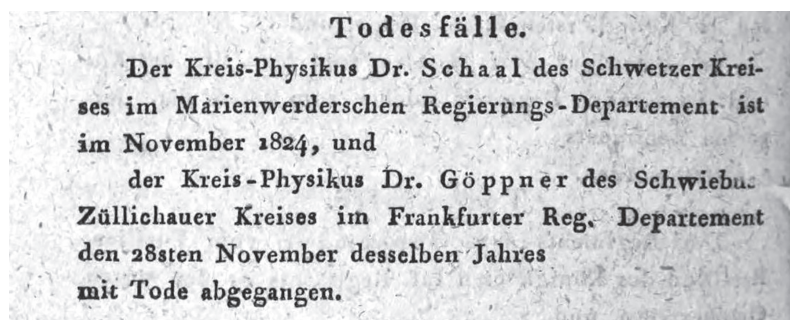 Todesfälle.
Der Kreis-Physikus Dr. Schaal des Schwetzer Krei-
ses im Marienwerderschen Regierungs-Departement ist
im November 1824, und
der Kreis-Physikus Dr. Göppner des
Züllichauer Kreises im Frankfurter Reg. Departement
den 28sten November desselben Jahres
mit Tode abgegangen.